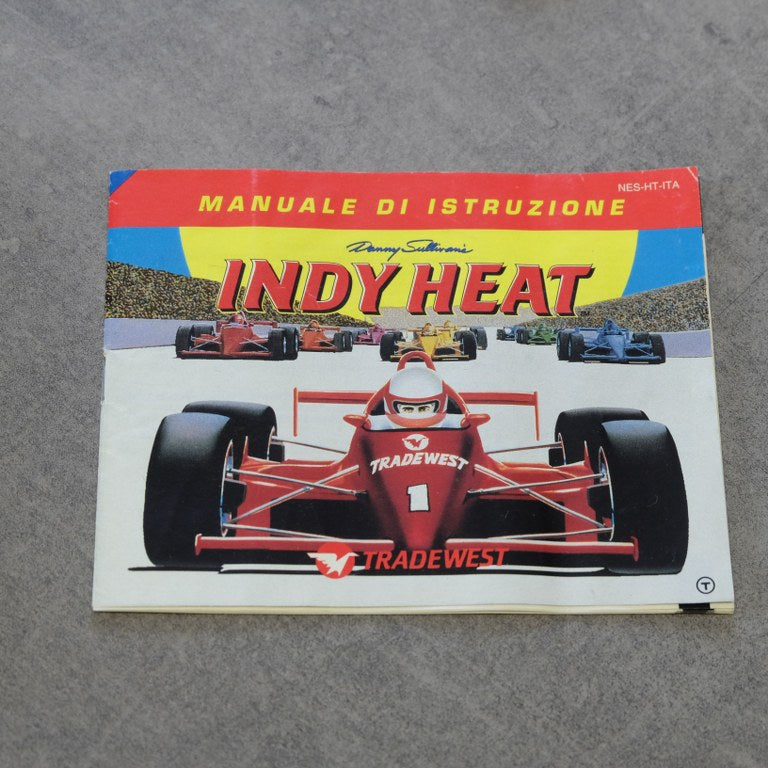 NES-HT-ITA
MANUALE DI ISTRUZIONE
Danny Sullivan's
INDY HEAT
TRADEWEST
1
TRADEWEST
T